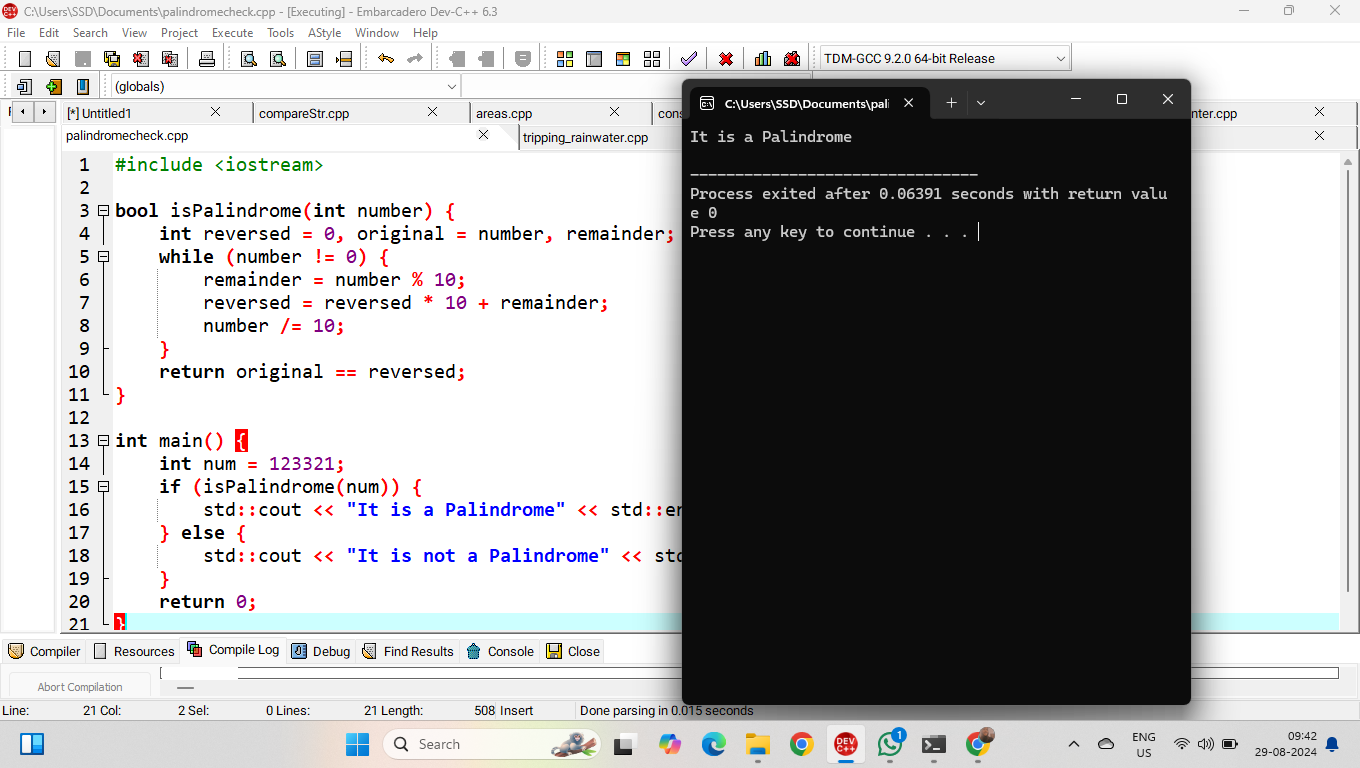 C:\Users\SSD\Documents\palindromecheck.cpp - [Executing] - Embarcadero Dev-C++ 6.3
File Edit Search View Project Execute Tools AStyle Window Help
TDM-GCC 9.2.0 64-bit Release
(globals)
[*] Untitled1 compareStr.cpp areas.cpp cons nter.cpp
palindromecheck.cpp tripping_rainwater.cpp
1 #include <iostream>
2
3 bool isPalindrome(int number) {
4 int reversed = 0, original = number, remainder;
5 while (number != 0) {
6 remainder = number % 10;
7 reversed = reversed * 10 + remainder;
8 number /= 10;
9 }
10 return original == reversed;
11 }
12
13 int main() {
14 int num = 123321;
15 if (isPalindrome(num)) {
16 std::cout << "It is a Palindrome" << std::en
17 } else {
18 std::cout << "It is not a Palindrome" << std
19 }
20 return 0;
21 }
C:\Users\SSD\Documents\pali
It is a Palindrome
--------------------------------
Process exited after 0.06391 seconds with return valu
e 0
Press any key to continue . . .
Compiler Resources Compile Log Debug Find Results Console Close
Abort Compilation
Line: 21 Col: 2 Sel: 0 Lines: 21 Length: 508 Insert Done parsing in 0.015 seconds
Search
DEV C++
1
ENG
US
09:42
29-08-2024